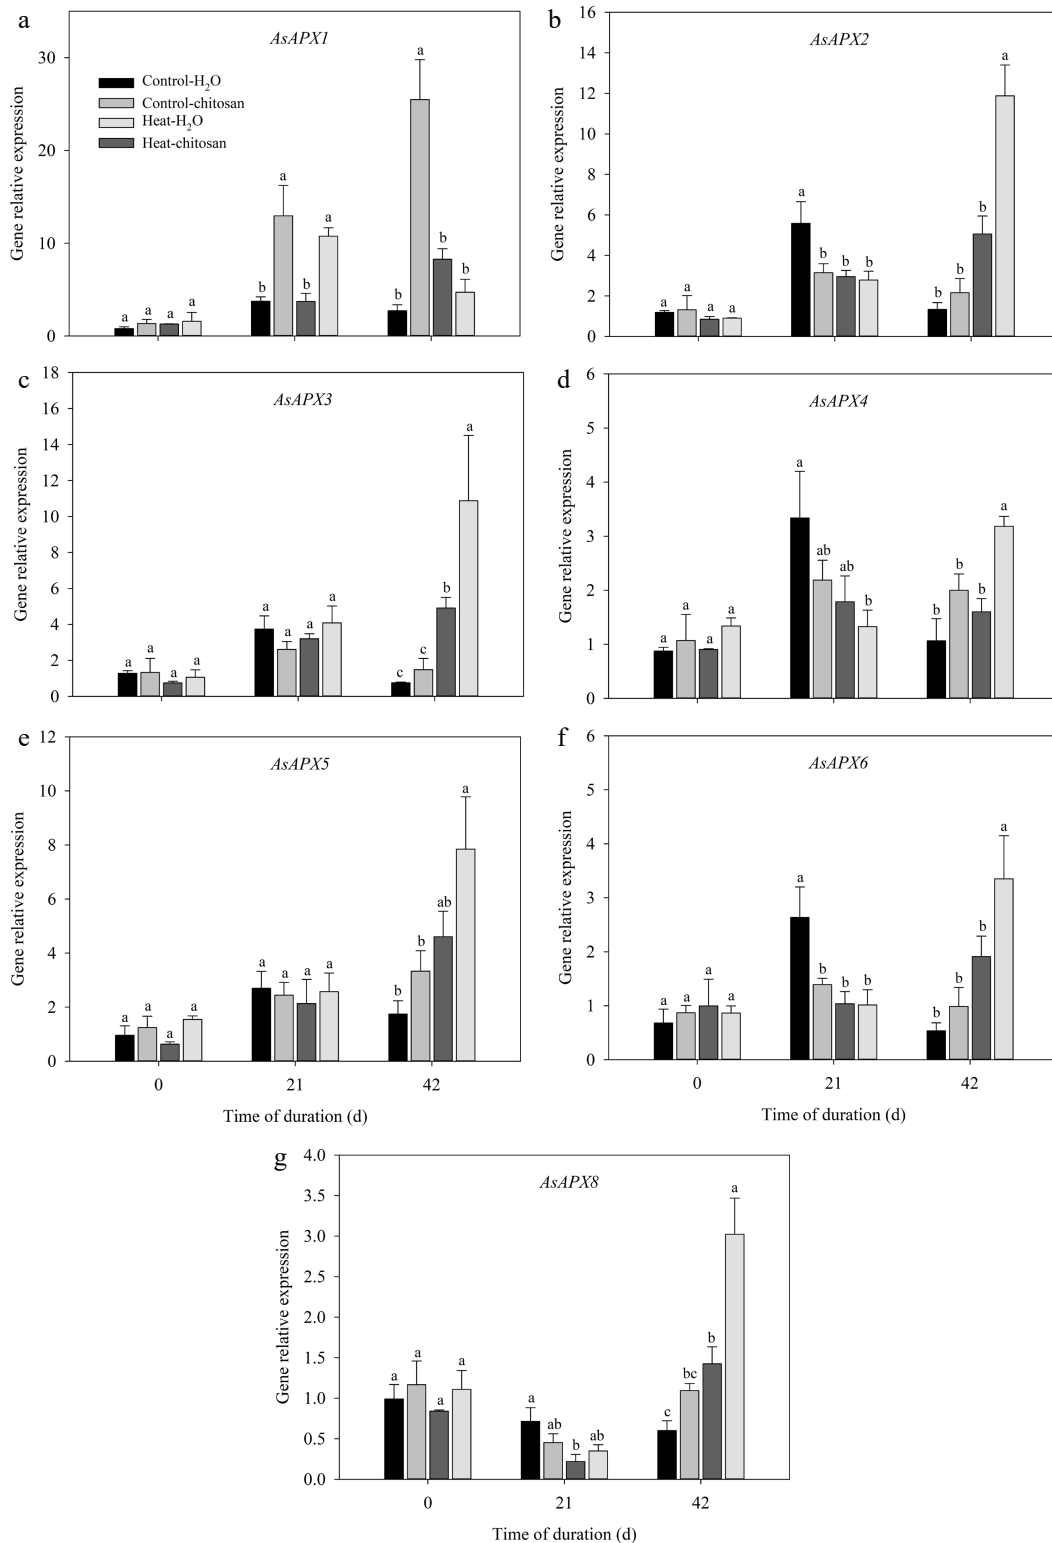 a
AsAPX1
Gene relative expression
30
20
10
0
Control-H₂O
Control-chitosan
Heat-H₂O
Heat-chitosan
a a a a
b a b a
b a b b
b
AsAPX2
Gene relative expression
16
14
12
10
8
6
4
2
0
a a a a
a b b b
b b b a
c
AsAPX3
Gene relative expression
18
16
14
12
10
8
6
4
2
0
a a a a
a a a a
c c b a
d
AsAPX4
Gene relative expression
6
5
4
3
2
1
0
a a a a
a ab ab b
b b b a
e
AsAPX5
Gene relative expression
12
10
8
6
4
2
0
a a a a
a a a a
b b ab a
0 21 42
Time of duration (d)
f
AsAPX6
Gene relative expression
6
5
4
3
2
1
0
a a a a
a b b b
b b b a
0 21 42
Time of duration (d)
g
AsAPX8
Gene relative expression
4.0
3.5
3.0
2.5
2.0
1.5
1.0
0.5
0.0
a a a a
a ab b ab
c bc b a
0 21 42
Time of duration (d)